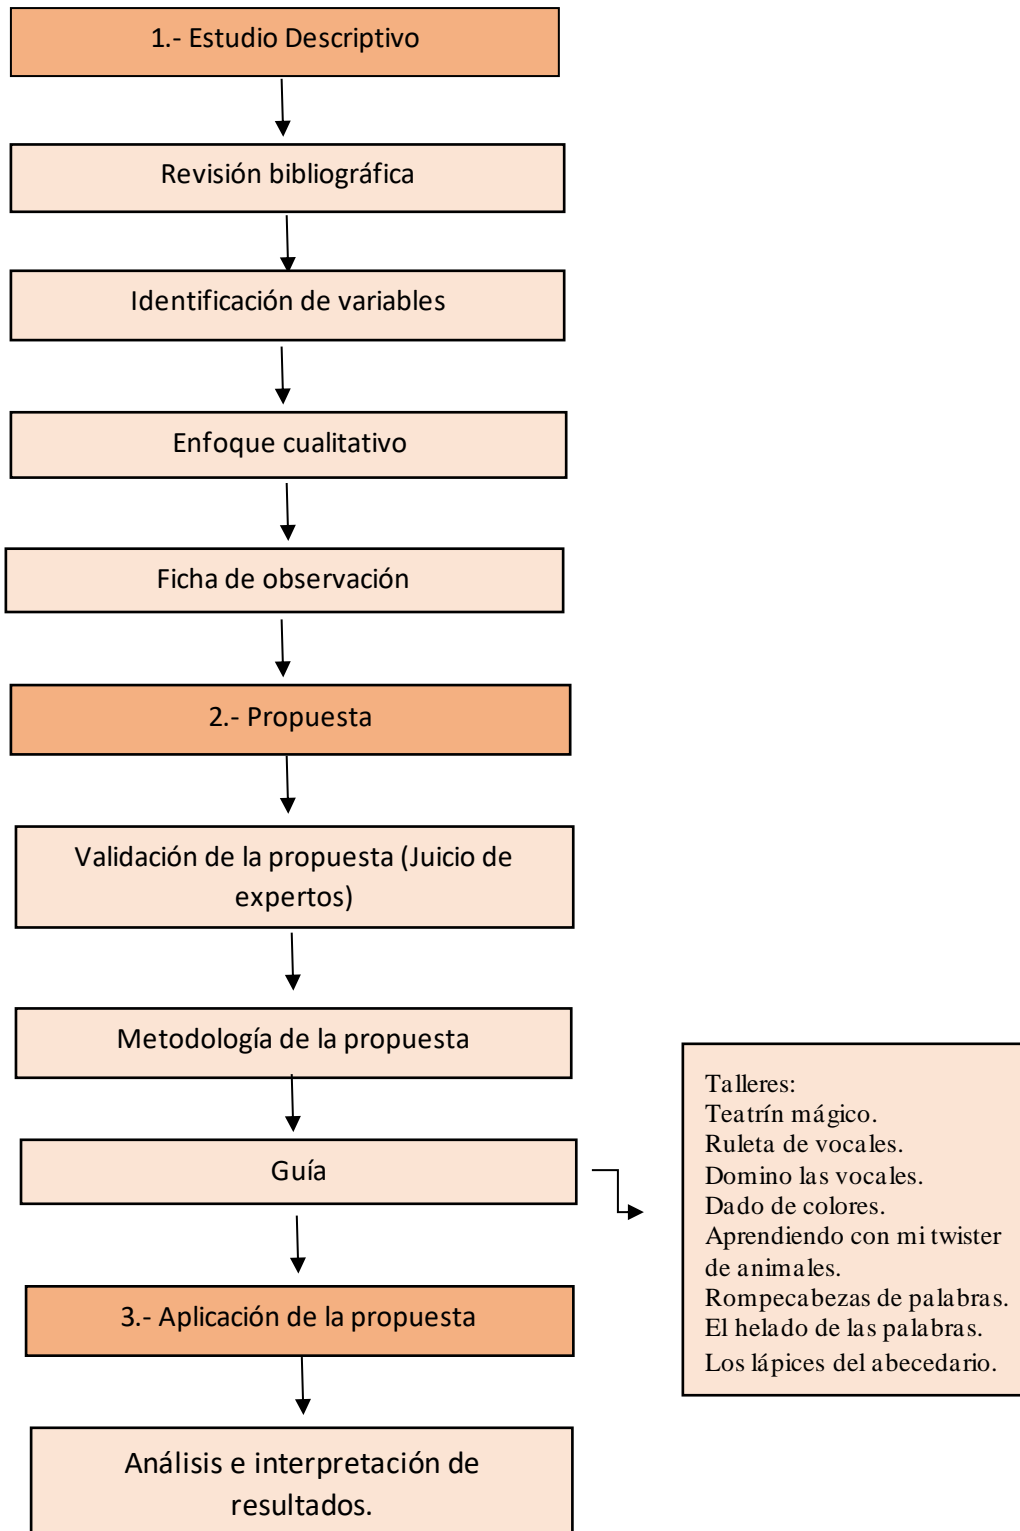 1.- Estudio Descriptivo
Revisión bibliográfica
Identificación de variables
Enfoque cualitativo
Ficha de observación
2.- Propuesta
Validación de la propuesta (Juicio de
expertos)
Metodología de la propuesta
Guía
Talleres:
Teatrín mágico.
Ruleta de vocales.
Domino las vocales.
Dado de colores.
Aprendiendo con mi twister
de animales.
Rompecabezas de palabras.
El helado de las palabras.
Los lápices del abecedario.
3.- Aplicación de la propuesta
Análisis e interpretación de
resultados.